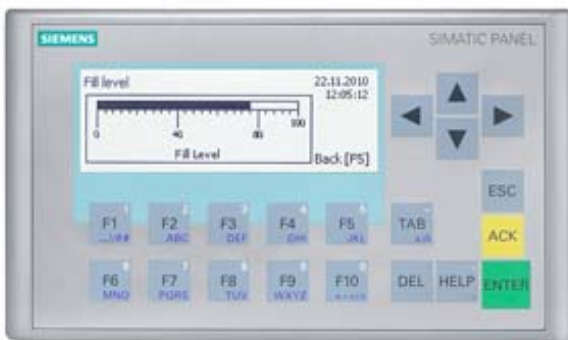 SIEMENS
SIMATIC PANEL
Fill level
22.11.2010
12:05:12
0 40 80 100
Fill Level
Back [F5]
ESC
F1 F2 F3 F4 F5 TAB
ABC DEF GHI JKL
ACK
F6 F7 F8 F9 F10 DEL HELP ENTER
MNO PQRS TUV WXYZ